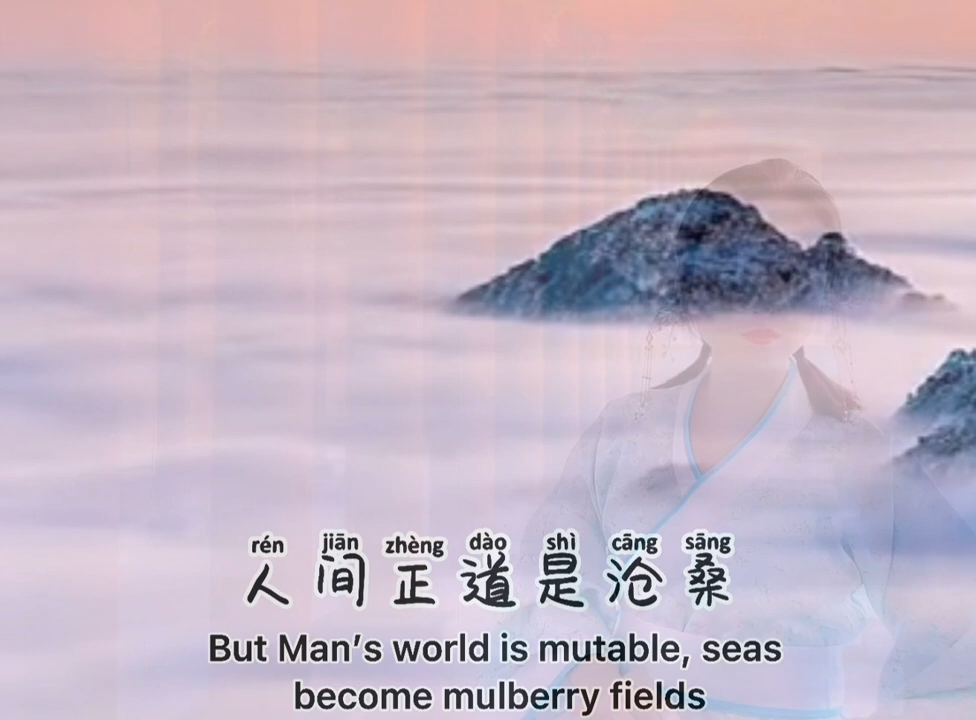 rén jiān zhèng dào shì cāng sāng
人间正道是沧桑
But Man's world is mutable, seas
become mulberry fields